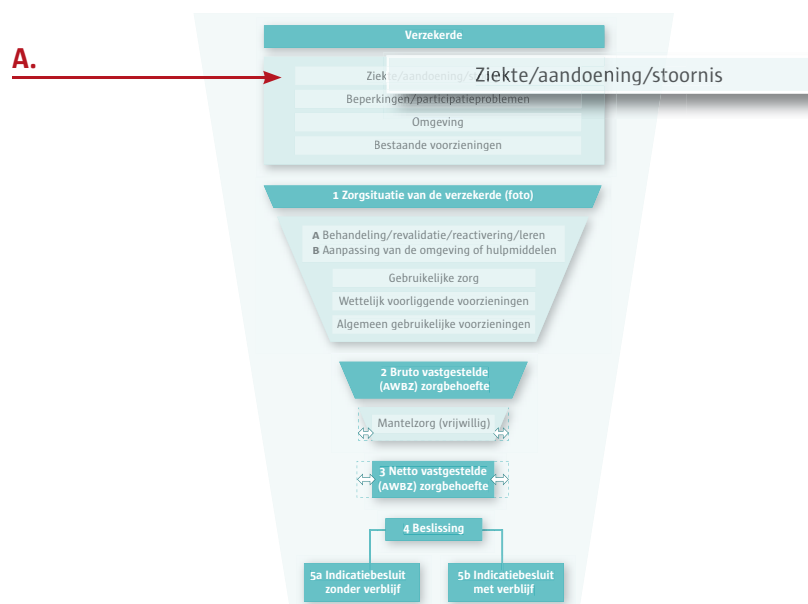 Verzekerde
A.
Ziekte/aandoening/stoornis
Beperkingen/participatieproblemen
Omgeving
Bestaande voorzieningen
1 Zorgsituatie van de verzekerde (foto)
A Behandeling/revalidatie/reactivering/leren
B Aanpassing van de omgeving of hulpmiddelen
Gebruikelijke zorg
Wettelijk voorliggende voorzieningen
Algemeen gebruikelijke voorzieningen
2 Bruto vastgestelde
(AWBZ) zorgbehoefte
Mantelzorg (vrijwillig)
3 Netto vastgestelde
(AWBZ) zorgbehoefte
4 Beslissing
5a Indicatiebesluit
zonder verblijf
5b Indicatiebesluit
met verblijf